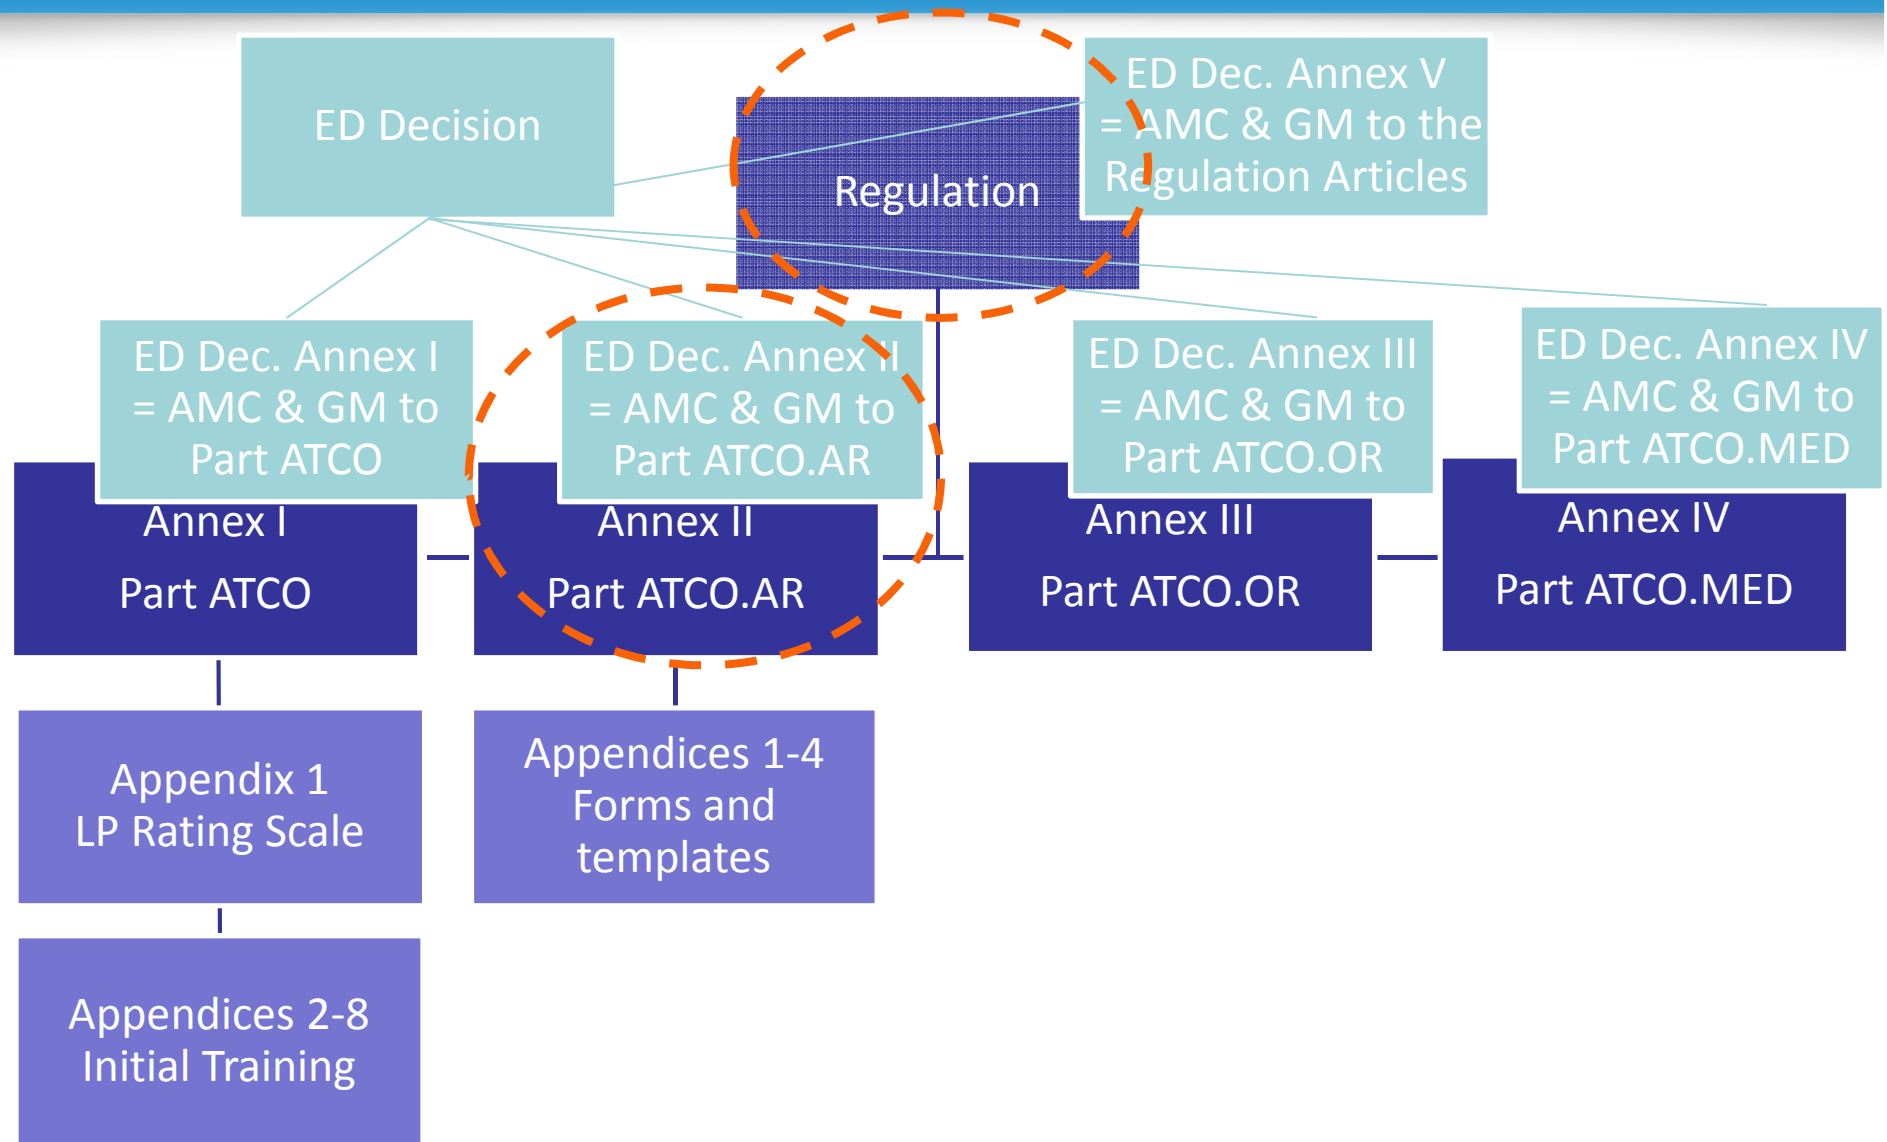 ED Decision
Regulation
ED Dec. Annex V
= AMC & GM to the
Regulation Articles
ED Dec. Annex I
= AMC & GM to
Part ATCO
ED Dec. Annex II
= AMC & GM to
Part ATCO.AR
ED Dec. Annex III
= AMC & GM to
Part ATCO.OR
ED Dec. Annex IV
= AMC & GM to
Part ATCO.MED
Annex I
Part ATCO
Annex II
Part ATCO.AR
Annex III
Part ATCO.OR
Annex IV
Part ATCO.MED
Appendix 1
LP Rating Scale
Appendices 1-4
Forms and
templates
Appendices 2-8
Initial Training